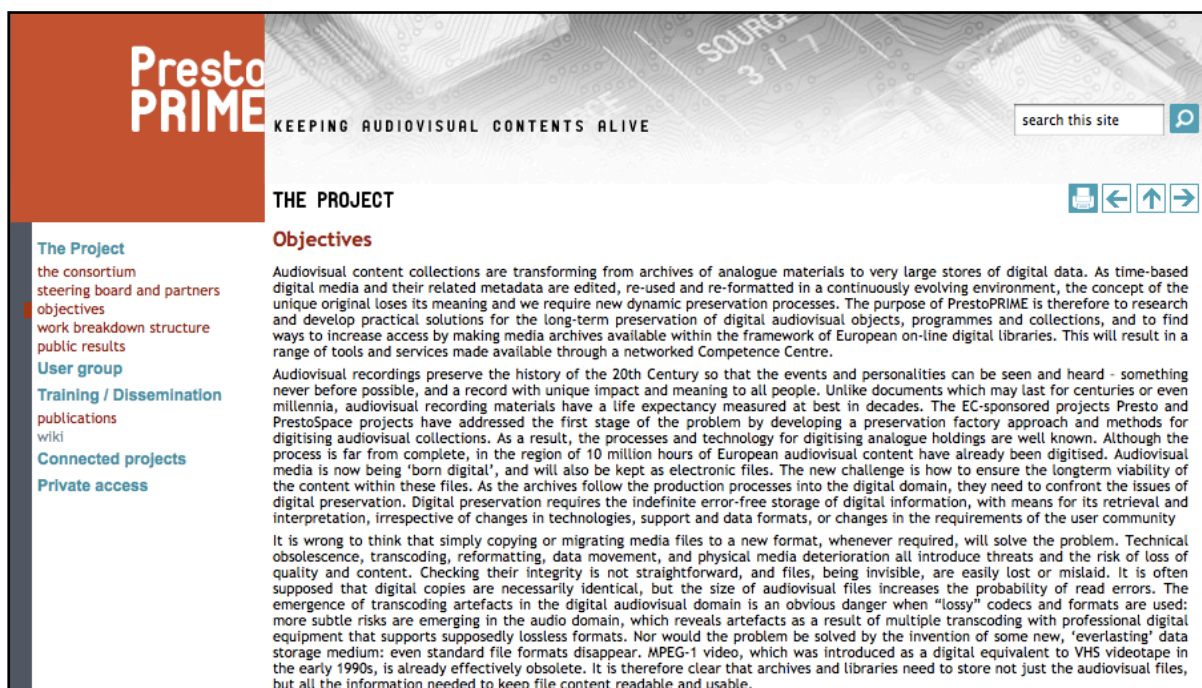 Presto
PRIME
SOURCE
3 1 7
KEEPING AUDIOVISUAL CONTENTS ALIVE
search this site
THE PROJECT
The Project
the consortium
steering board and partners
objectives
work breakdown structure
public results
User group
Training / Dissemination
publications
wiki
Connected projects
Private access
Objectives
Audiovisual content collections are transforming from archives of analogue materials to very large stores of digital data. As time-based
digital media and their related metadata are edited, re-used and re-formatted in a continuously evolving environment, the concept of the
unique original loses its meaning and we require new dynamic preservation processes. The purpose of PrestoPRIME is therefore to research
and develop practical solutions for the long-term preservation of digital audiovisual objects, programmes and collections, and to find
ways to increase access by making media archives available within the framework of European on-line digital libraries. This will result in a
range of tools and services made available through a networked Competence Centre.
Audiovisual recordings preserve the history of the 20th Century so that the events and personalities can be seen and heard - something
never before possible, and a record with unique impact and meaning to all people. Unlike documents which may last for centuries or even
millennia, audiovisual recording materials have a life expectancy measured at best in decades. The EC-sponsored projects Presto and
PrestoSpace projects have addressed the first stage of the problem by developing a preservation factory approach and methods for
digitising audiovisual collections. As a result, the processes and technology for digitising analogue holdings are well known. Although the
process is far from complete, in the region of 10 million hours of European audiovisual content have already been digitised. Audiovisual
media is now being 'born digital', and will also be kept as electronic files. The new challenge is how to ensure the longterm viability of
the content within these files. As the archives follow the production processes into the digital domain, they need to confront the issues of
digital preservation. Digital preservation requires the indefinite error-free storage of digital information, with means for its retrieval and
interpretation, irrespective of changes in technologies, support and data formats, or changes in the requirements of the user community
It is wrong to think that simply copying or migrating media files to a new format, whenever required, will solve the problem. Technical
obsolescence, transcoding, reformatting, data movement, and physical media deterioration all introduce threats and the risk of loss of
quality and content. Checking their integrity is not straightforward, and files, being invisible, are easily lost or mislaid. It is often
supposed that digital copies are necessarily identical, but the size of audiovisual files increases the probability of read errors. The
emergence of transcoding artefacts in the digital audiovisual domain is an obvious danger when "lossy" codecs and formats are used:
more subtle risks are emerging in the audio domain, which reveals artefacts as a result of multiple transcoding with professional digital
equipment that supports supposedly lossless formats. Nor would the problem be solved by the invention of some new, 'everlasting' data
storage medium: even standard file formats disappear. MPEG-1 video, which was introduced as a digital equivalent to VHS videotape in
the early 1990s, is already effectively obsolete. It is therefore clear that archives and libraries need to store not just the audiovisual files,
but all the information needed to keep file content readable and usable.